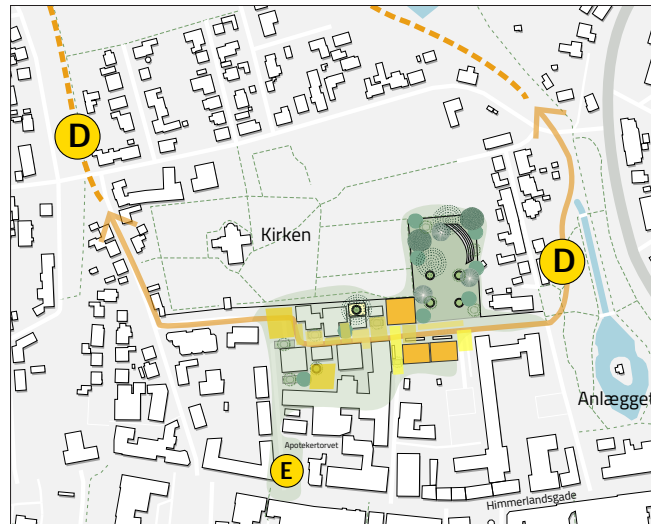 D
Kirken
D
Anlægget
Apotekertorvet
E
Himmerlandsgade